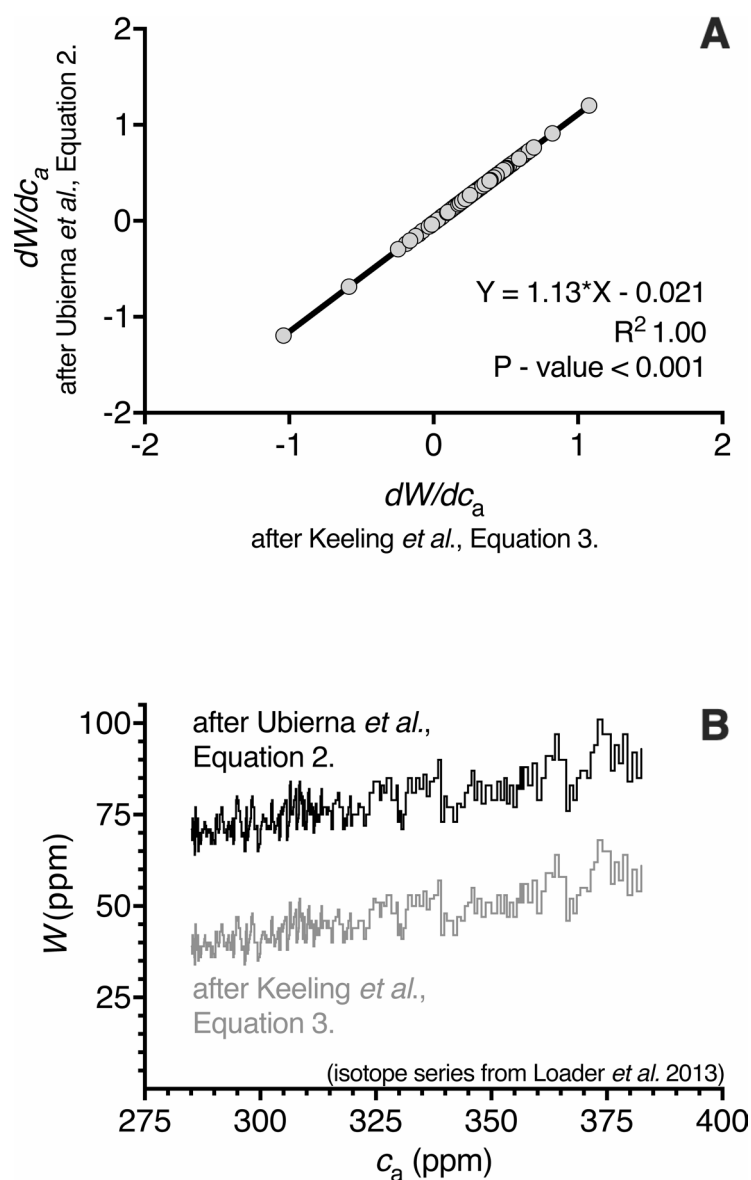 A
2
1
0
-1
-2
dW/dca
after Ubierna et al., Equation 2.
Y = 1.13*X - 0.021
R2 1.00
P - value < 0.001
-2 -1 0 1 2
dW/dca
after Keeling et al., Equation 3.
B
100
75
50
25
W (ppm)
after Ubierna et al.,
Equation 2.
after Keeling et al.,
Equation 3.
(isotope series from Loader et al. 2013)
275 300 325 350 375 400
ca (ppm)